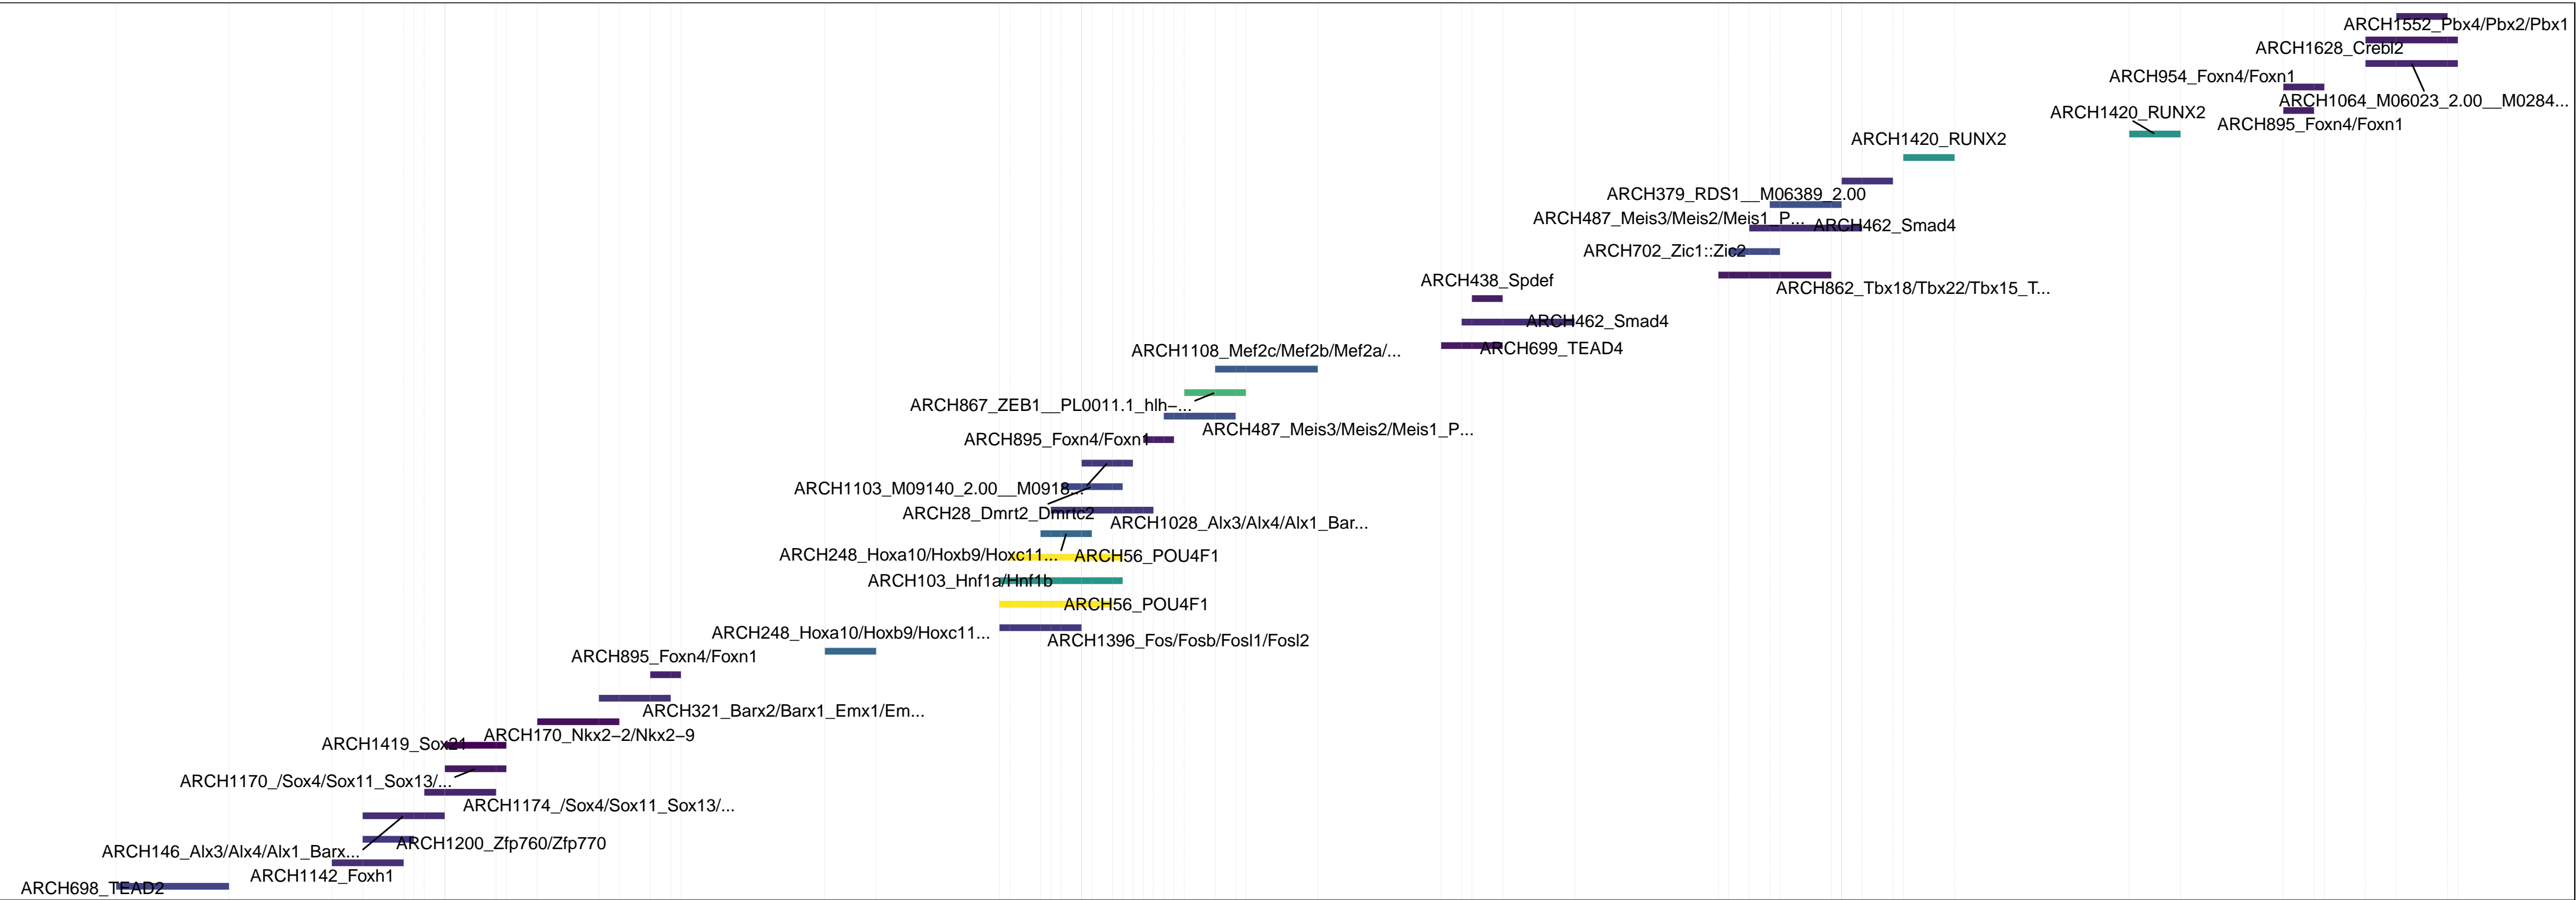 ARCH1552_Pbx4/Pbx2/Pbx1
ARCH1628_Crebl2
ARCH954_Foxn4/Foxn1
ARCH1064_M06023_2.00__M0284...
ARCH1420_RUNX2
ARCH895_Foxn4/Foxn1
ARCH1420_RUNX2
ARCH379_RDS1__M06389_2.00
ARCH487_Meis3/Meis2/Meis1_P...
ARCH462_Smad4
ARCH702_Zic1::Zic2
ARCH438_Spdef
ARCH862_Tbx18/Tbx22/Tbx15_T...
ARCH462_Smad4
ARCH699_TEAD4
ARCH1108_Mef2c/Mef2b/Mef2a/...
ARCH867_ZEB1__PL0011.1_hlh−...
ARCH487_Meis3/Meis2/Meis1_P...
ARCH895_Foxn4/Foxn1
ARCH1103_M09140_2.00__M0918...
ARCH28_Dmrt2_Dmrtc2
ARCH1028_Alx3/Alx4/Alx1_Bar...
ARCH248_Hoxa10/Hoxb9/Hoxc11...
ARCH56_POU4F1
ARCH103_Hnf1a/Hnf1b
ARCH56_POU4F1
ARCH248_Hoxa10/Hoxb9/Hoxc11...
ARCH1396_Fos/Fosb/Fosl1/Fosl2
ARCH895_Foxn4/Foxn1
ARCH321_Barx2/Barx1_Emx1/Em...
ARCH170_Nkx2−2/Nkx2−9
ARCH1419_Sox21
ARCH1170_/Sox4/Sox11_Sox13/...
ARCH1174_/Sox4/Sox11_Sox13/...
ARCH1200_Zfp760/Zfp770
ARCH146_Alx3/Alx4/Alx1_Barx...
ARCH1142_Foxh1
ARCH698_TEAD2